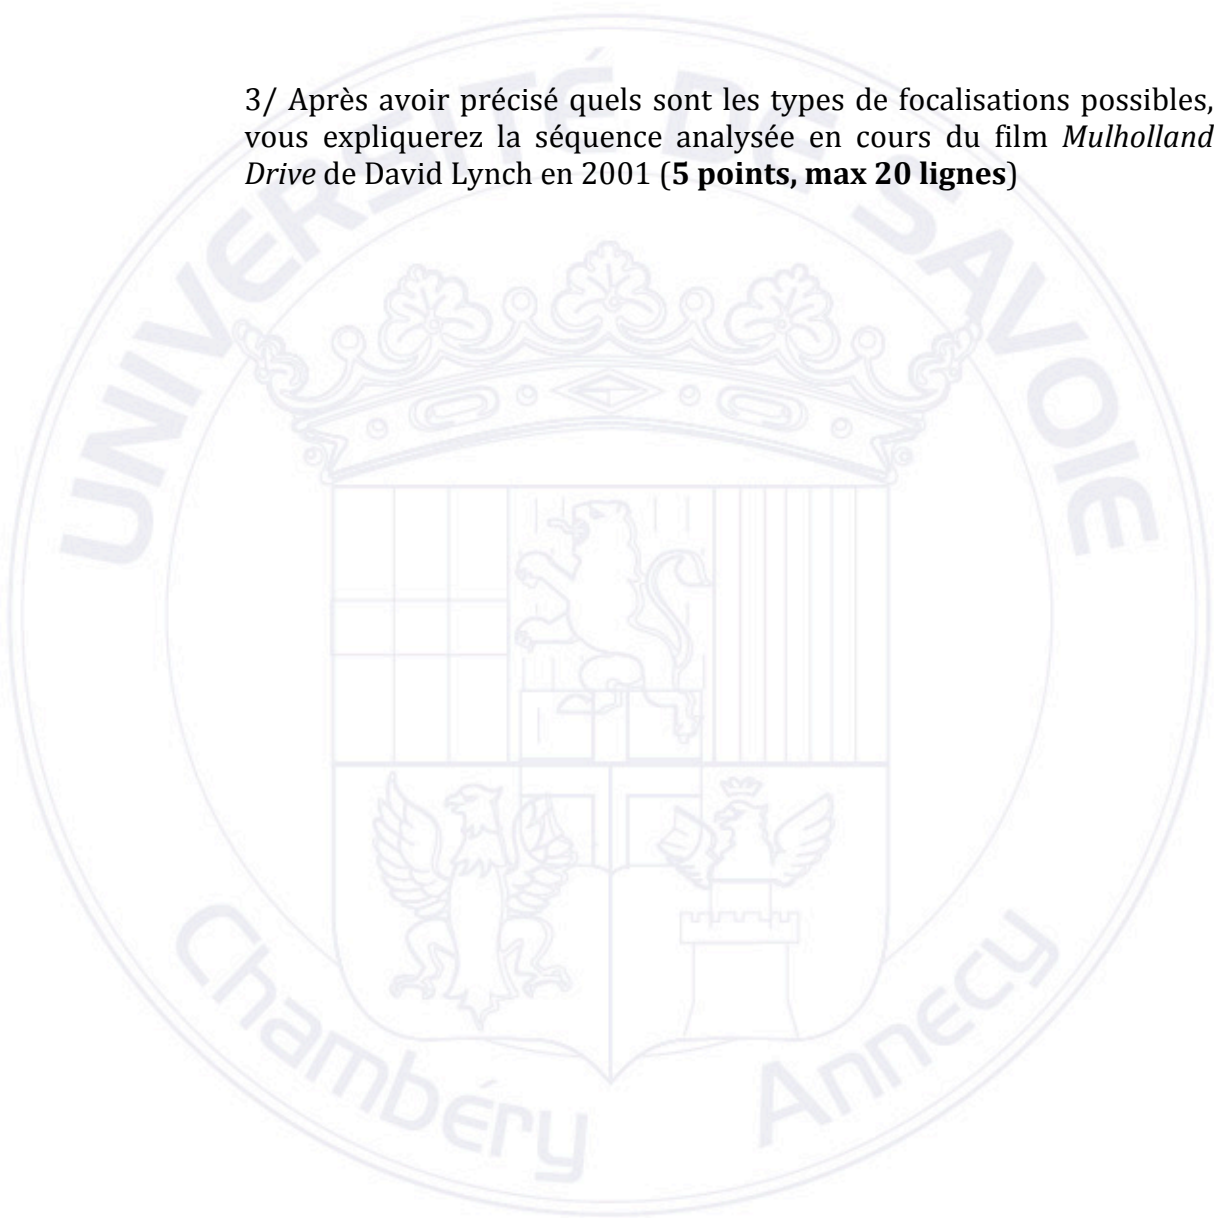 3/ Après avoir précisé quels sont les types de focalisations possibles,
vous expliquerez la séquence analysée en cours du film Mulholland
Drive de David Lynch en 2001 (5 points, max 20 lignes)
UNIVERSITÉ DE SAVOIE
Chambéry Annecy